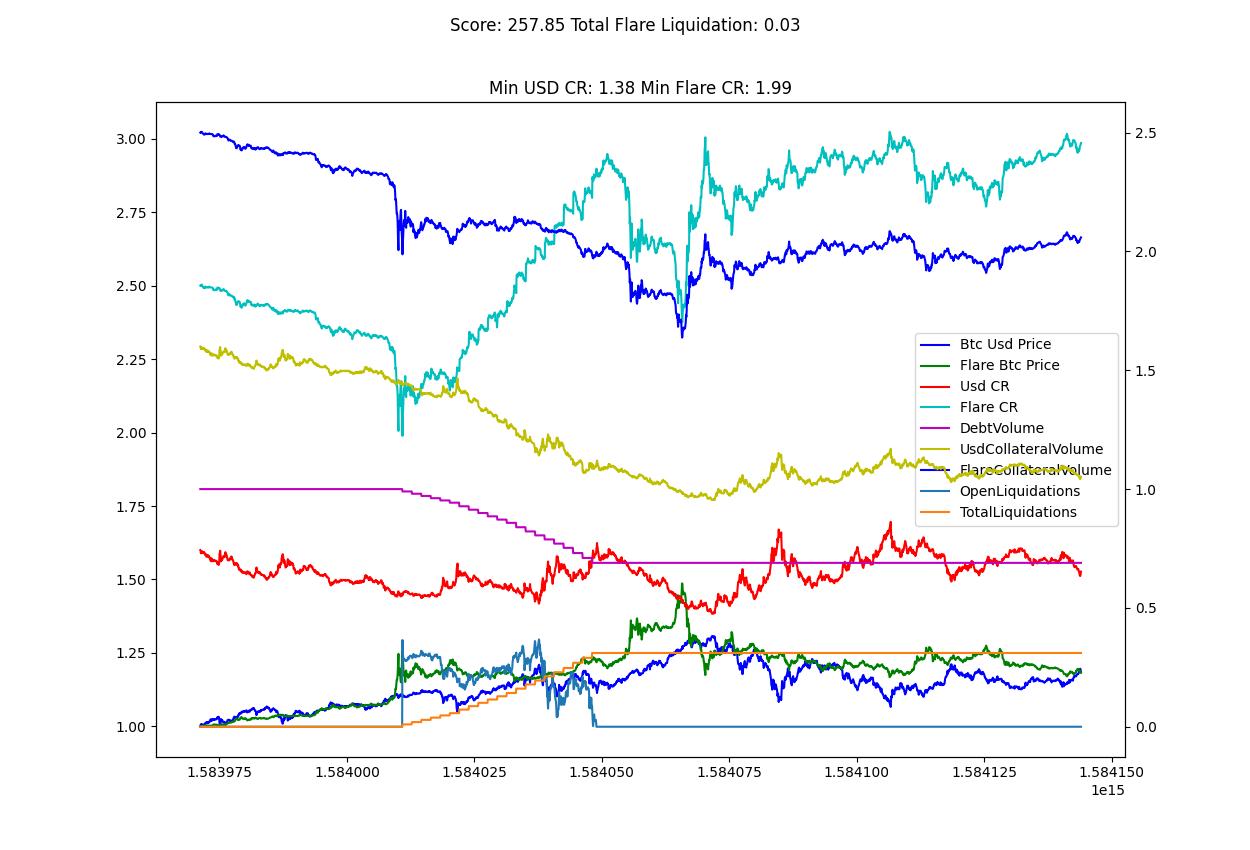 Score: 257.85 Total Flare Liquidation: 0.03
Min USD CR: 1.38 Min Flare CR: 1.99
3.00
2.75
2.50
2.25
2.00
1.75
1.50
1.25
1.00
2.5
2.0
1.5
1.0
0.5
0.0
Btc Usd Price
Flare Btc Price
Usd CR
Flare CR
DebtVolume
UsdCollateralVolume
FlareCollateralVolume
OpenLiquidations
TotalLiquidations
1.583975 1.584000 1.584025 1.584050 1.584075 1.584100 1.584125 1.584150
1e15